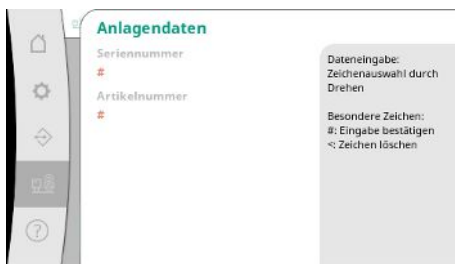 Anlagendaten
Seriennummer
#
Artikelnummer
#
Dateneingabe:
Zeichenauswahl durch
Drehen
Besondere Zeichen:
#: Eingabe bestätigen
<: Zeichen löschen
?